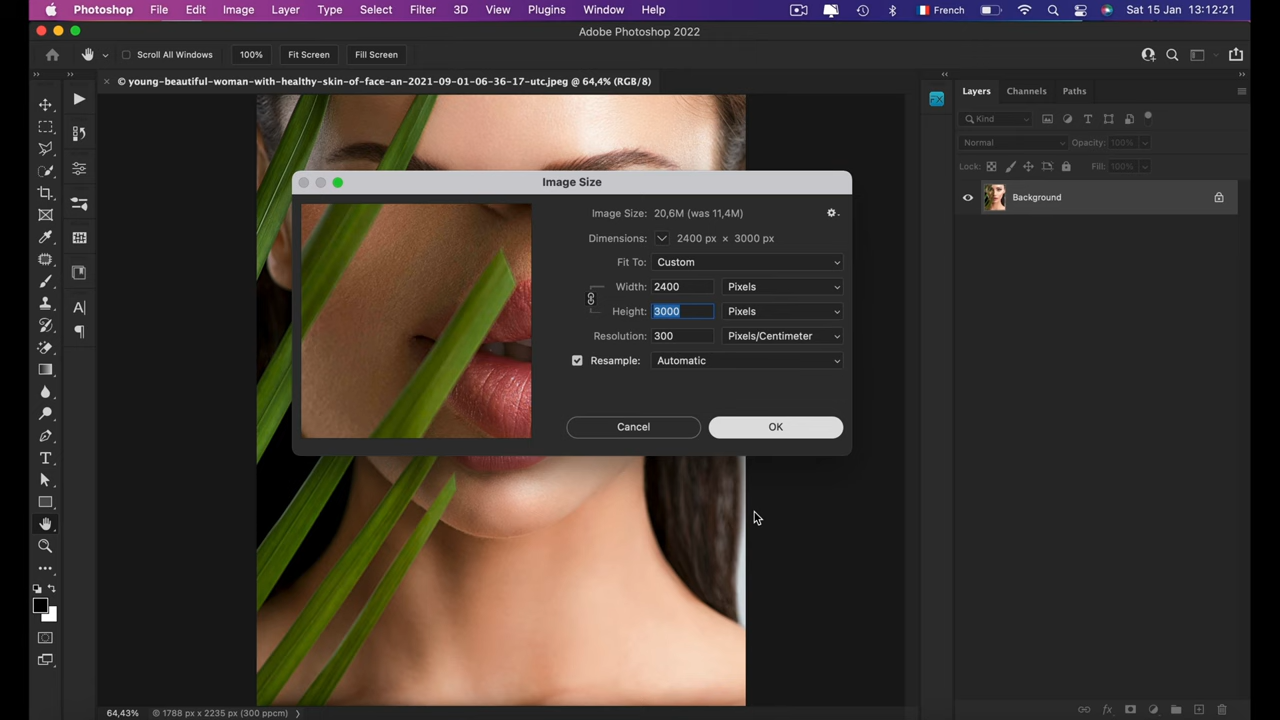 Photoshop File Edit Image Layer Type Select Filter 3D View Plugins Window Help French Sat 15 Jan 13:12:21
Adobe Photoshop 2022
Scroll All Windows 100% Fit Screen Fill Screen
© young-beautiful-woman-with-healthy-skin-of-face-an-2021-09-01-06-36-17-utc.jpeg @ 64,4% (RGB/8)
Layers Channels Paths
Kind
Normal Opacity: 100%
Lock: Fill: 100%
Background
Image Size
Image Size: 20,6M (was 11,4M)
Dimensions: 2400 px × 3000 px
Fit To: Custom
Width: 2400 Pixels
Height: 3000 Pixels
Resolution: 300 Pixels/Centimeter
Resample: Automatic
Cancel OK
64,43% © 1788 px x 2235 px (300 ppcm)